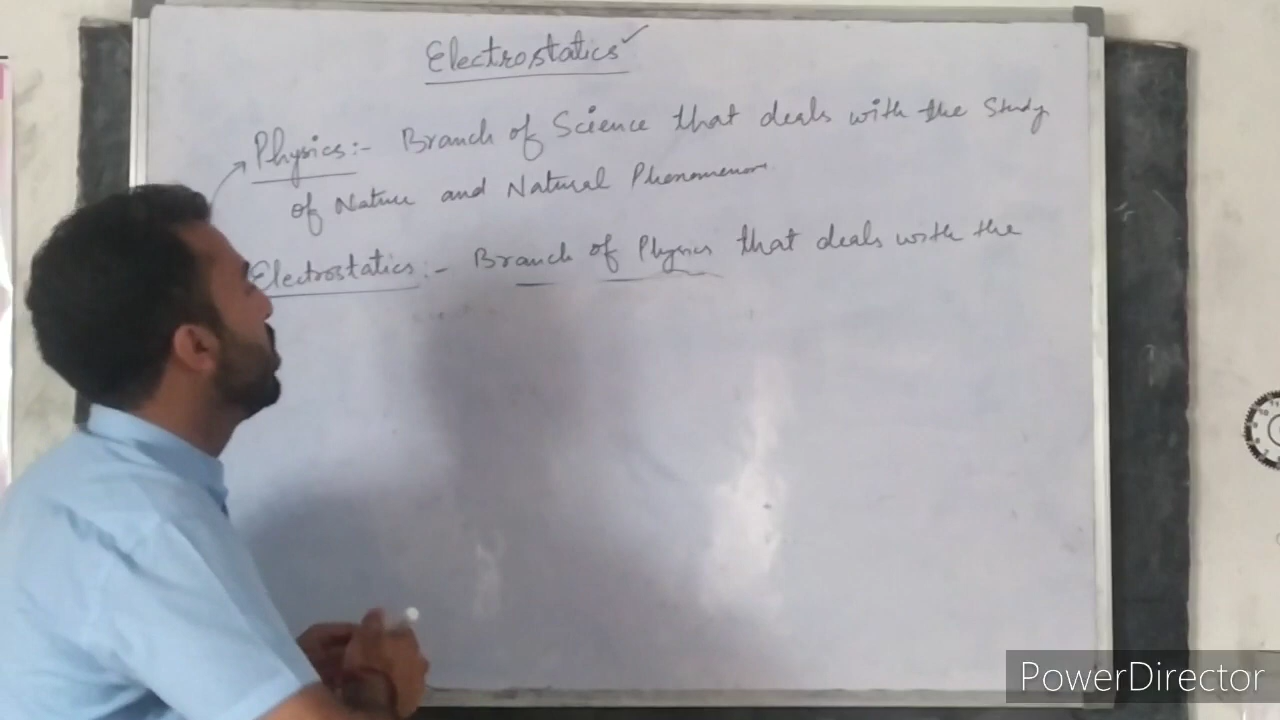 Electrostatics
Physics:- Branch of Science that deals with the Study
of Nature and Natural Phenomenon
Electrostatics:- Branch of Physics that deals with the
PowerDirector